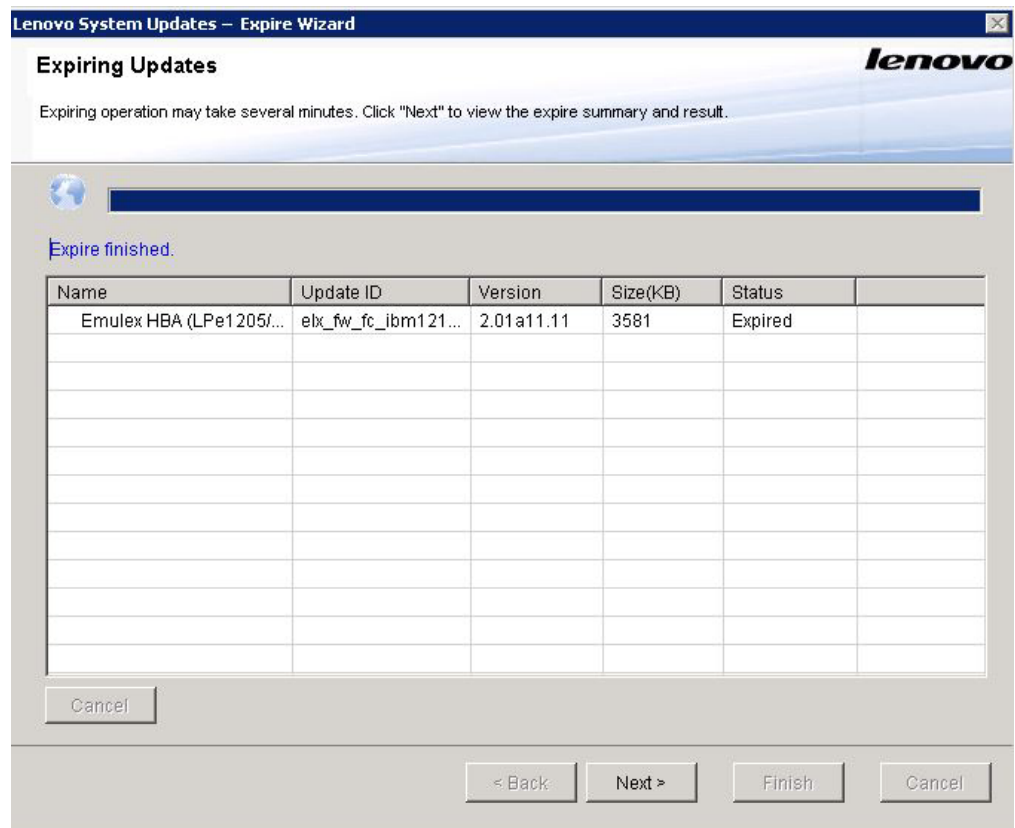 Lenovo System Updates – Expire Wizard
Expiring Updates
lenovo
Expiring operation may take several minutes. Click "Next" to view the expire summary and result.
Expire finished.
Name Update ID Version Size(KB) Status
Emulex HBA (LPe1205/... elx_fw_fc_ibm121... 2.01a11.11 3581 Expired
Cancel
< Back Next > Finish Cancel